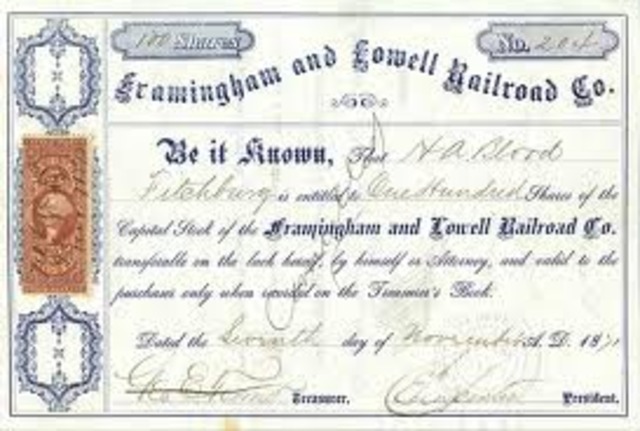 100 Shares
No. 204
Framingham and Lowell Railroad Co.
Be it Known, That H A Blood
Fitchburg is entitled to One Hundred Shares of the
Capital Stock of the Framingham and Lowell Railroad Co.
transferable on the back hereof, by himself or Attorney, and valid to the
purchaser only when recorded on the Treasurer's Book.
Dated the Seventh day of November A. D. 1871
Treasurer. President.